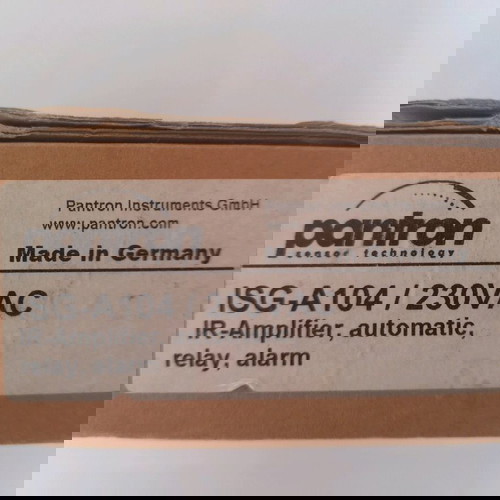 Pantron Instruments GmbH
www.pantron.com
Made in Germany
pantron
sensor technology
ISG-A104 / 230VAC
IR-Amplifier, automatic,
relay, alarm